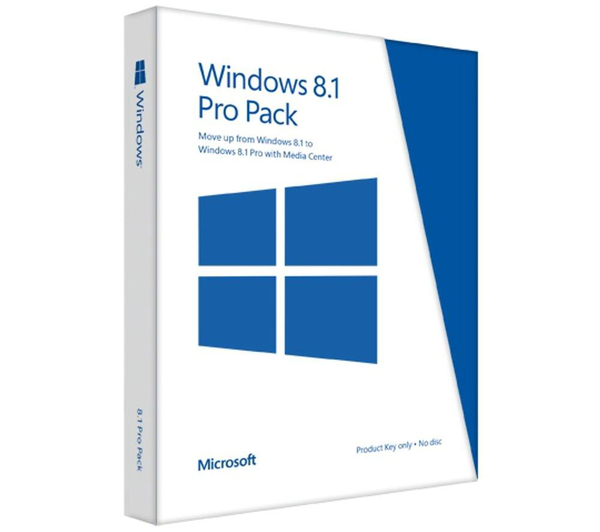 Windows
8.1 Pro Pack
Windows 8.1
Pro Pack
Move up from Windows 8.1 to
Windows 8.1 Pro with Media Center
Microsoft
Product Key only • No disc